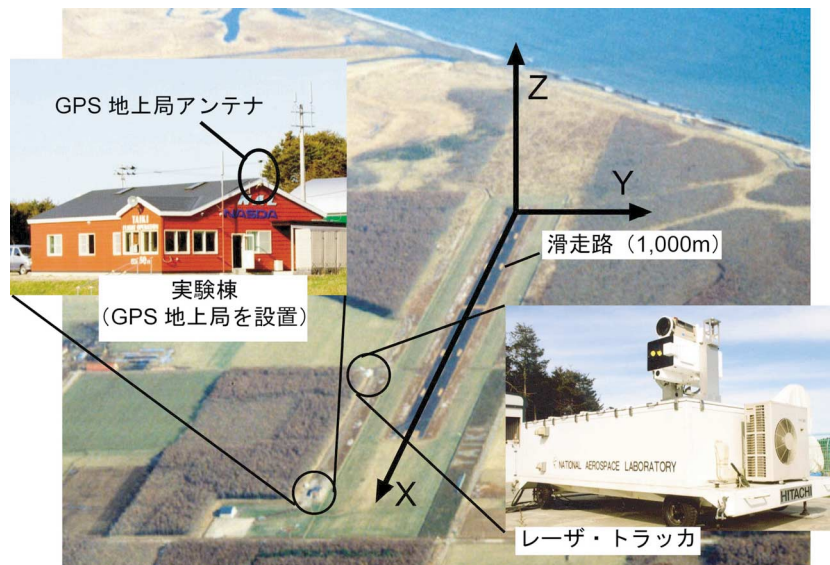 GPS 地上局アンテナ
NASDA
実験棟
（GPS 地上局を設置）
Z
Y
滑走路（1,000m）
X
NATIONAL AEROSPACE LABORATORY
HITACHI
レーザ・トラッカ